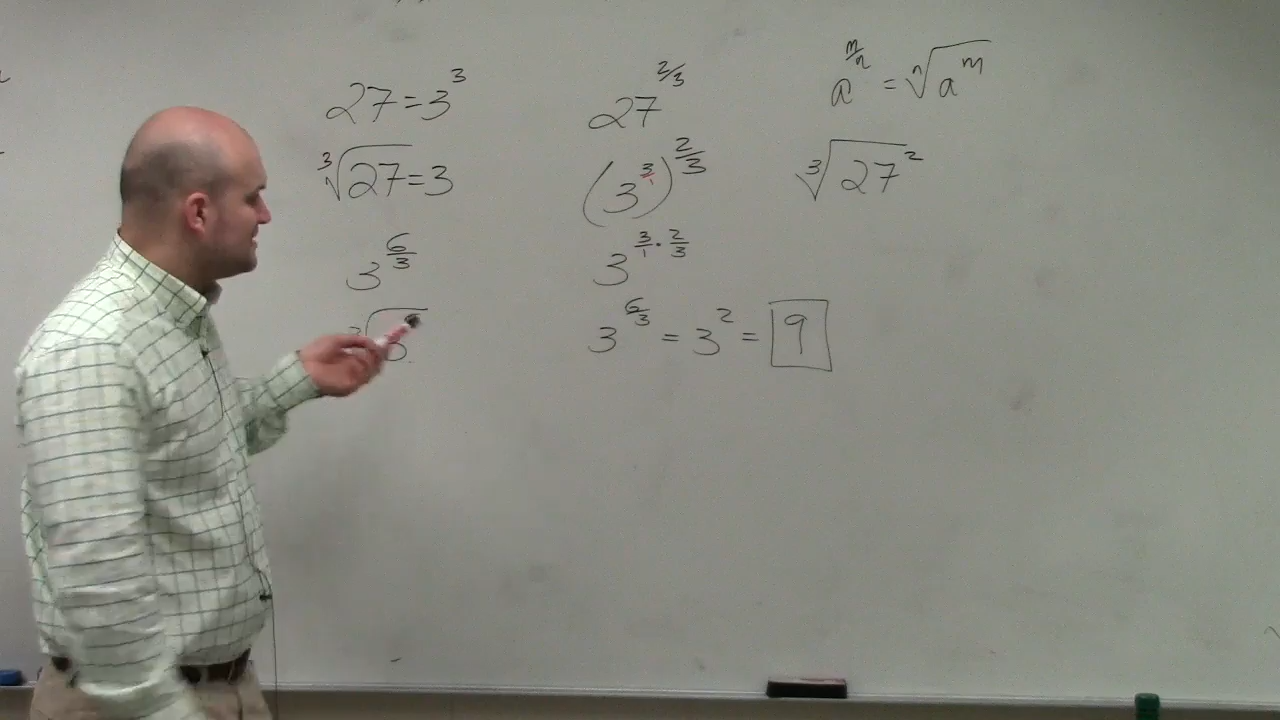 27 = 3^3
∛27 = 3
3^(6/3)
27^(2/3)
(3^(3/1))^(2/3)
3^(3/1 · 2/3)
3^(6/3) = 3^2 = 9
a^(m/n) = ⁿ√(a^m)
∛(27^2)